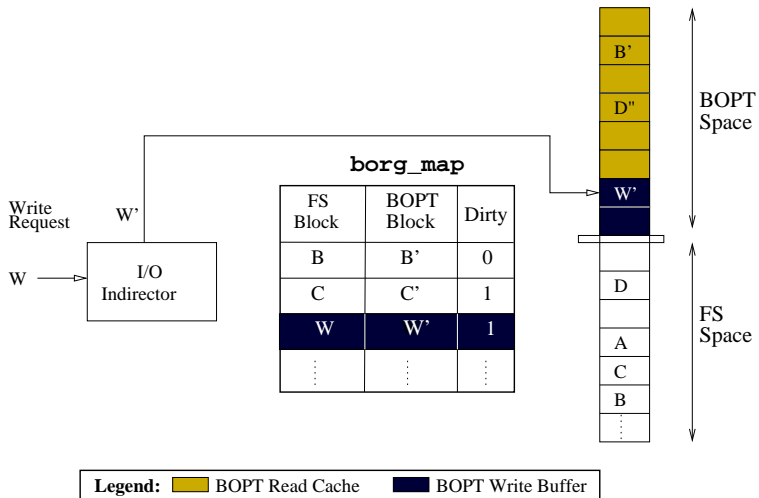 Write
Request
W'
W
I/O
Indirector
borg_map
FS
Block
BOPT
Block
Dirty
B
B'
0
C
C'
1
W
W'
1
B'
D"
W'
BOPT
Space
D
A
C
B
FS
Space
Legend: BOPT Read Cache BOPT Write Buffer